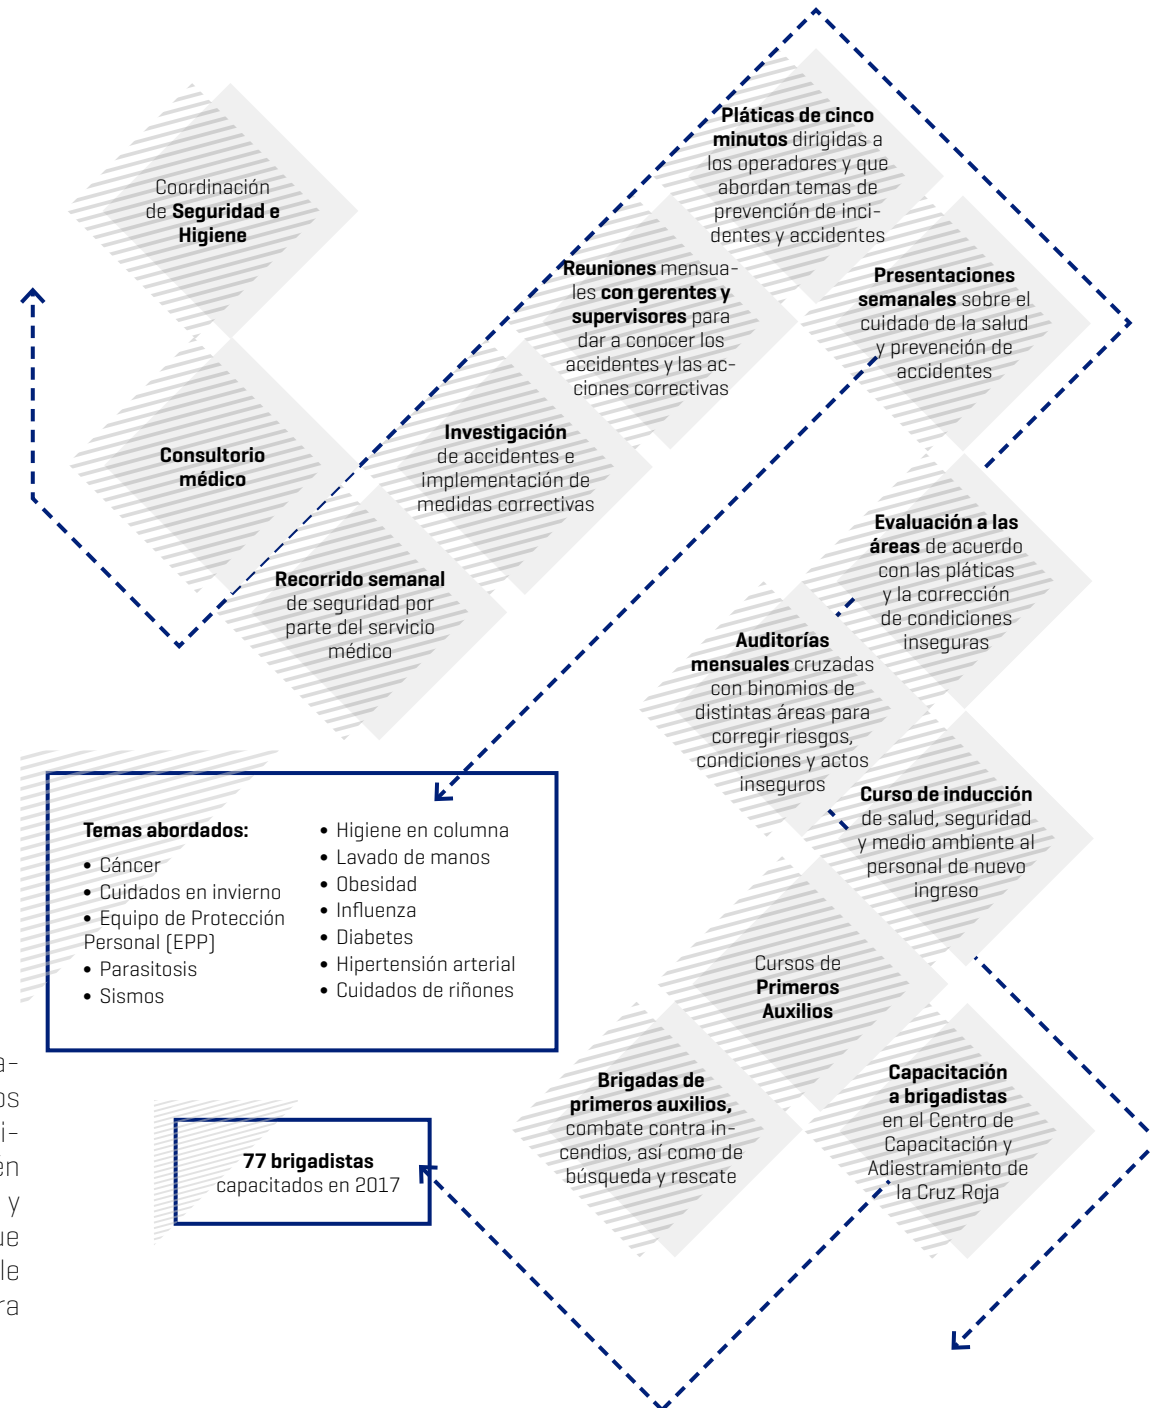 Coordinación
de Seguridad e
Higiene
Consultorio
médico
Recorrido semanal
de seguridad por
parte del servicio
médico
Investigación
de accidentes e
implementación de
medidas correctivas
Reuniones mensua-
les con gerentes y
supervisores para
dar a conocer los
accidentes y las ac-
ciones correctivas
Pláticas de cinco
minutos dirigidas a
los operadores y que
abordan temas de
prevención de inci-
dentes y accidentes
Presentaciones
semanales sobre el
cuidado de la salud
y prevención de
accidentes
Evaluación a las
áreas de acuerdo
con las pláticas
y la corrección
de condiciones
inseguras
Auditorías
mensuales cruzadas
con binomios de
distintas áreas para
corregir riesgos,
condiciones y actos
inseguros
Curso de inducción
de salud, seguridad
y medio ambiente al
personal de nuevo
ingreso
Cursos de
Primeros
Auxilios
Capacitación
a brigadistas
en el Centro de
Capacitación y
Adiestramiento de
la Cruz Roja
Brigadas de
primeros auxilios,
combate contra in-
cendios, así como de
búsqueda y rescate
Temas abordados:
• Cáncer
• Cuidados en invierno
• Equipo de Protección
Personal (EPP)
• Parasitosis
• Sismos
• Higiene en columna
• Lavado de manos
• Obesidad
• Influenza
• Diabetes
• Hipertensión arterial
• Cuidados de riñones
77 brigadistas
capacitados en 2017
a-
os
i-
én
y
ue
le
ra